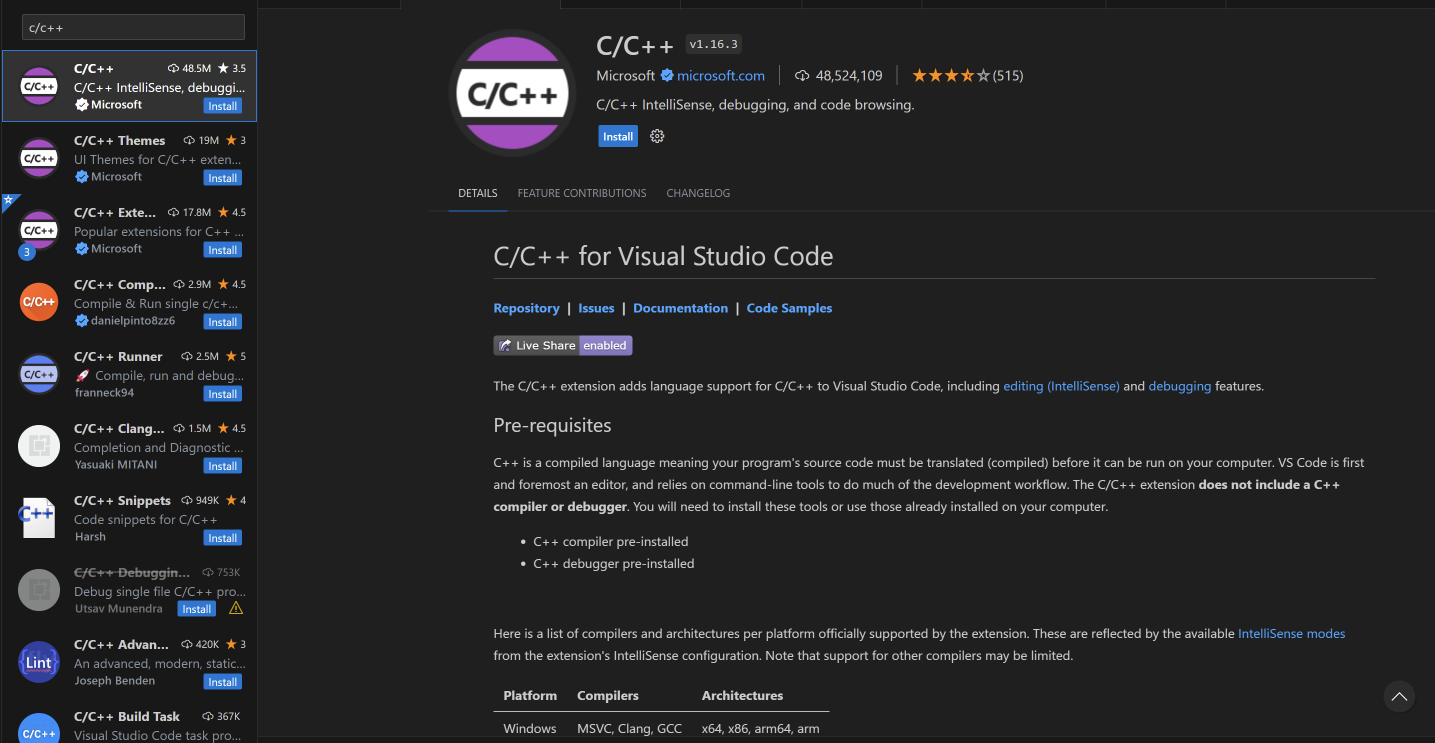 c/c++
C/C++ 48.5M ★ 3.5
C/C++ IntelliSense, debuggi...
Microsoft Install
C/C++ Themes 19M ★ 3
UI Themes for C/C++ exten...
Microsoft Install
C/C++ Exte... 17.8M ★ 4.5
Popular extensions for C++ ...
3 Microsoft Install
C/C++ Comp... 2.9M ★ 4.5
Compile & Run single c/c+...
danielpinto8zz6 Install
C/C++ Runner 2.5M ★ 5
🚀 Compile, run and debug...
franneck94 Install
C/C++ Clang... 1.5M ★ 4.5
Completion and Diagnostic ...
Yasuaki MITANI Install
C/C++ Snippets 949K ★ 4
Code snippets for C/C++
Harsh Install
C/C++ Debuggin... 753K
Debug single file C/C++ pro...
Utsav Munendra Install
C/C++ Advan... 420K ★ 3
An advanced, modern, static...
Joseph Benden Install
C/C++ Build Task 367K
Visual Studio Code task pro...
C/C++
C/C++
C/C++
C/C++
C/C++
C++
{Lint}
C/C++
C/C++
C/C++ v1.16.3
Microsoft microsoft.com | 48,524,109 | (515)
C/C++ IntelliSense, debugging, and code browsing.
Install
DETAILS FEATURE CONTRIBUTIONS CHANGELOG
C/C++ for Visual Studio Code
Repository | Issues | Documentation | Code Samples
Live Share enabled
The C/C++ extension adds language support for C/C++ to Visual Studio Code, including editing (IntelliSense) and debugging features.
Pre-requisites
C++ is a compiled language meaning your program's source code must be translated (compiled) before it can be run on your computer. VS Code is first
and foremost an editor, and relies on command-line tools to do much of the development workflow. The C/C++ extension does not include a C++
compiler or debugger. You will need to install these tools or use those already installed on your computer.
• C++ compiler pre-installed
• C++ debugger pre-installed
Here is a list of compilers and architectures per platform officially supported by the extension. These are reflected by the available IntelliSense modes
from the extension's IntelliSense configuration. Note that support for other compilers may be limited.
Platform Compilers Architectures
Windows MSVC, Clang, GCC x64, x86, arm64, arm